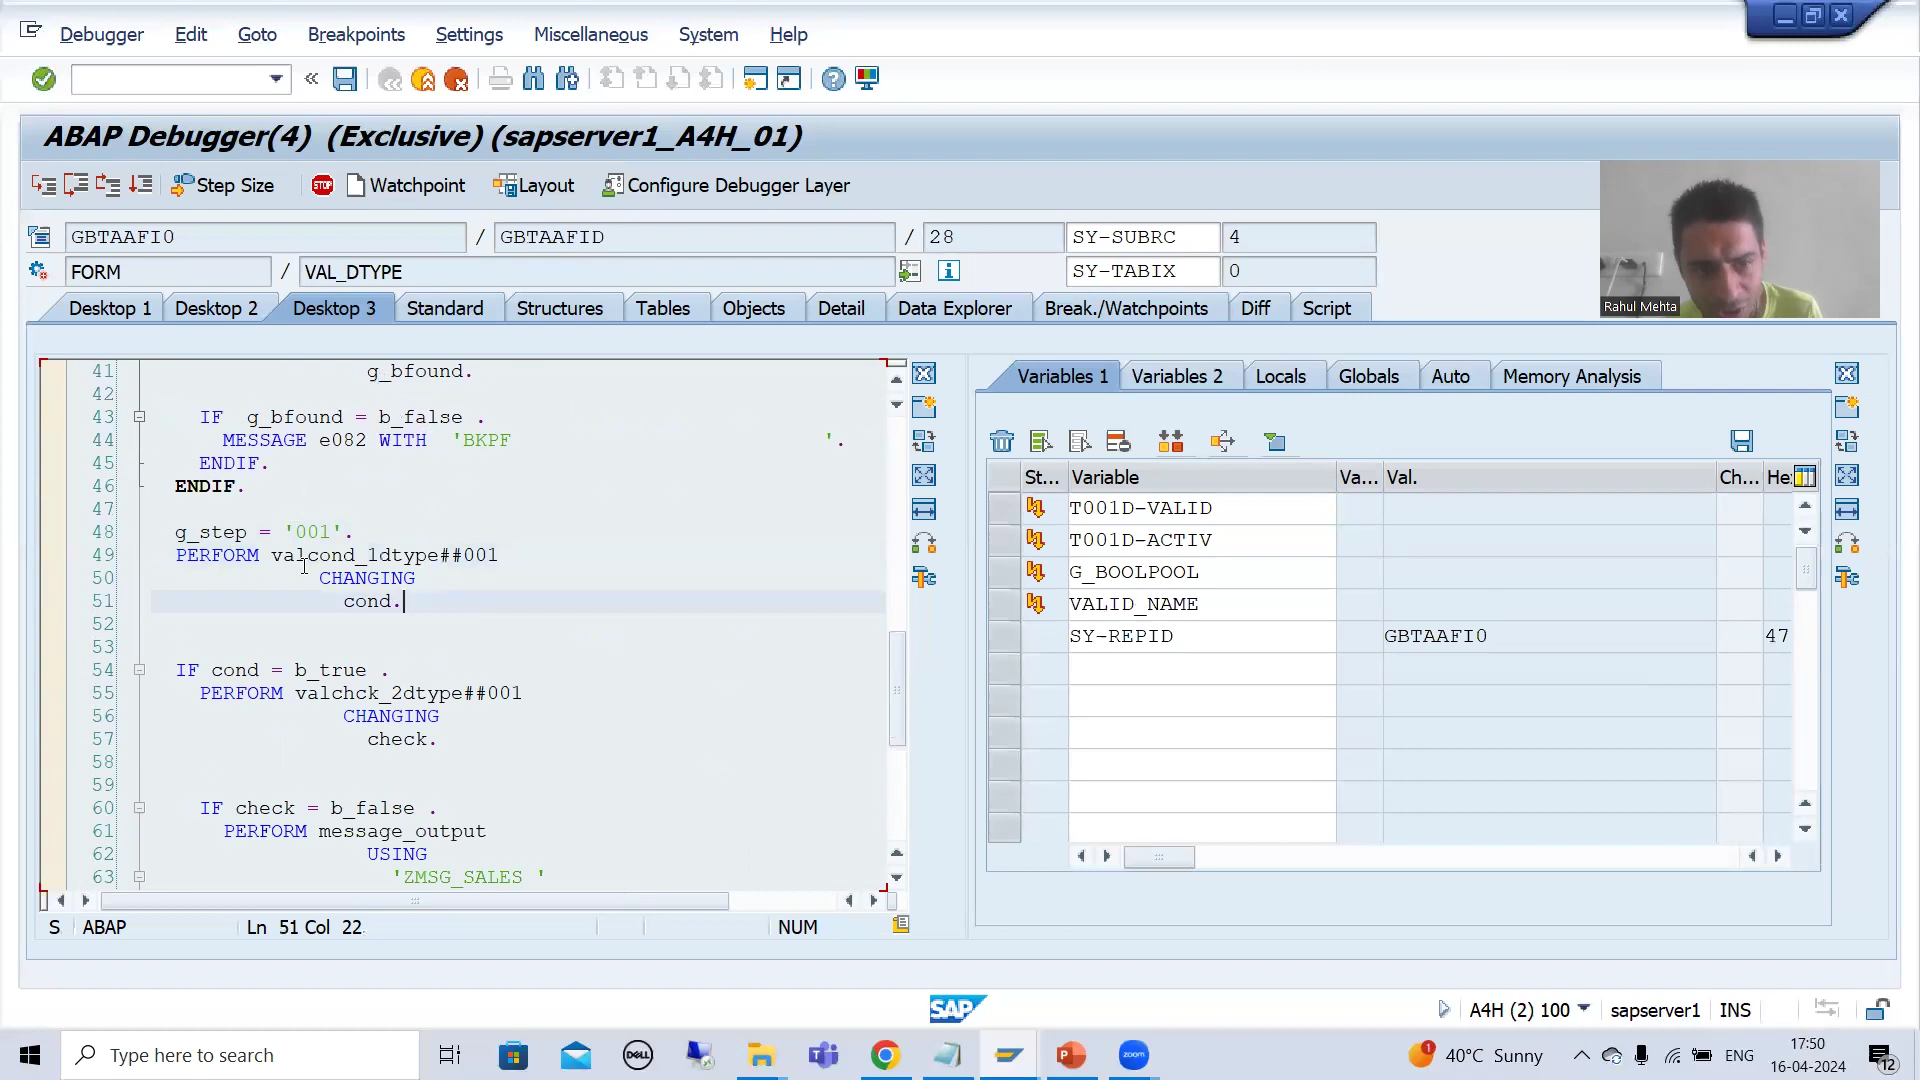 Debugger Edit Goto Breakpoints Settings Miscellaneous System Help
ABAP Debugger(4) (Exclusive) (sapserver1_A4H_01)
Step Size STOP Watchpoint Layout Configure Debugger Layer
GBTAAFI0 / GBTAAFID / 28 SY-SUBRC 4
FORM / VAL_DTYPE SY-TABIX 0
Rahul Mehta
Desktop 1 Desktop 2 Desktop 3 Standard Structures Tables Objects Detail Data Explorer Break./Watchpoints Diff Script
41 g_bfound.
42
43 IF g_bfound = b_false .
44 MESSAGE e082 WITH 'BKPF '.
45 ENDIF.
46 ENDIF.
47
48 g_step = '001'.
49 PERFORM valcond_1dtype##001
50 CHANGING
51 cond.
52
53
54 IF cond = b_true .
55 PERFORM valchck_2dtype##001
56 CHANGING
57 check.
58
59
60 IF check = b_false .
61 PERFORM message_output
62 USING
63 'ZMSG_SALES '
S ABAP Ln 51 Col 22 NUM
Variables 1 Variables 2 Locals Globals Auto Memory Analysis
St... Variable Va... Val. Ch... Hex
T001D-VALID
T001D-ACTIV
G_BOOLPOOL
VALID_NAME
SY-REPID GBTAAFI0 47
SAP A4H (2) 100 sapserver1 INS
Type here to search DELL zoom 1 40°C Sunny ENG 17:50
16-04-2024 12